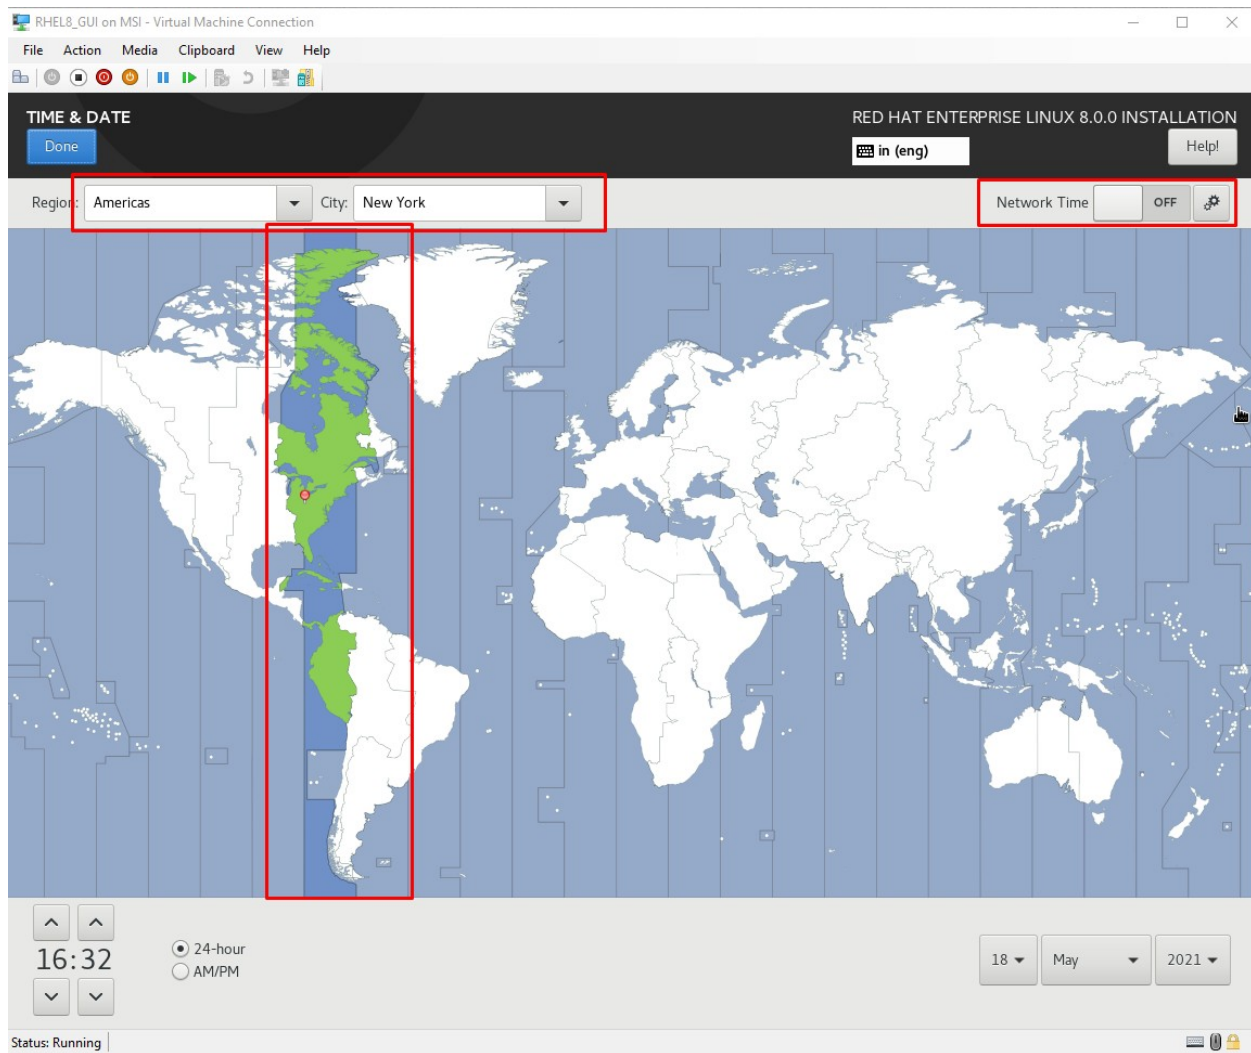 RHEL8_GUI on MSI - Virtual Machine Connection
File Action Media Clipboard View Help
TIME & DATE
RED HAT ENTERPRISE LINUX 8.0.0 INSTALLATION
Done
in (eng)
Help!
Region: Americas City: New York
Network Time OFF
16:32
24-hour
AM/PM
18 May 2021
Status: Running